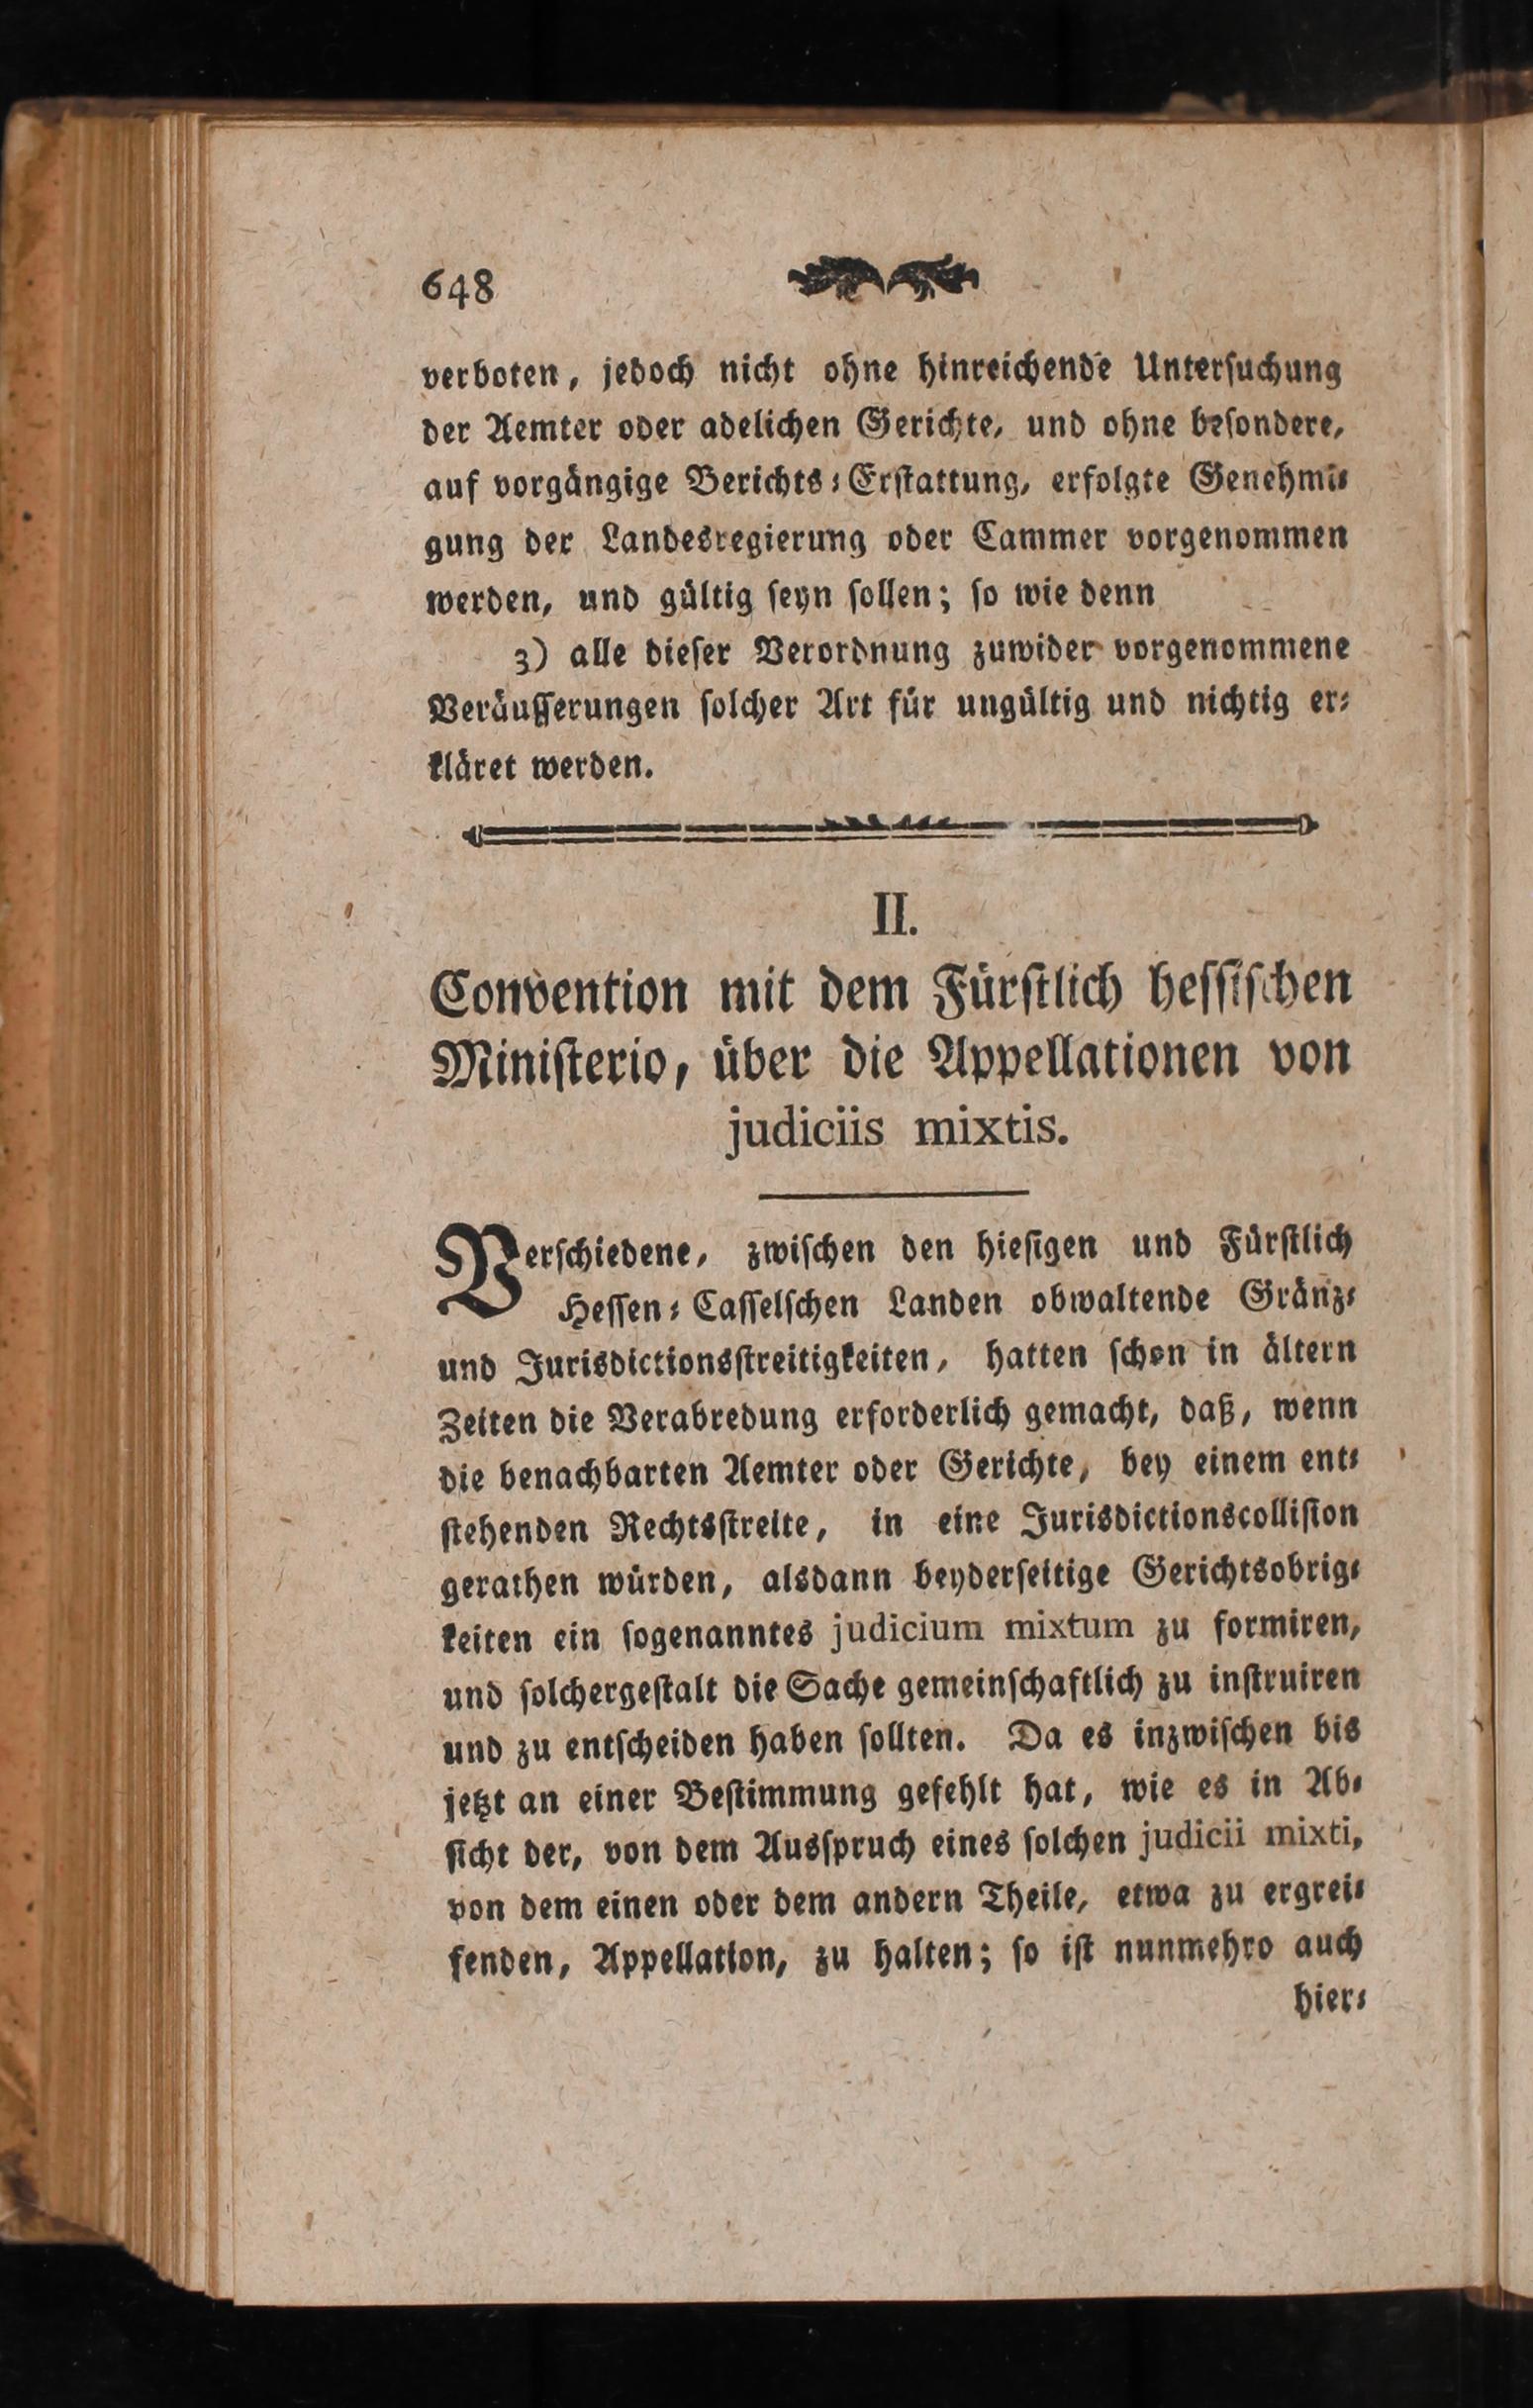 648
verboten, jedoch nicht ohne hinreichende Unterſuchung
der Aemter oder adelichen Gerichte, und ohne beſondere,
auf vorgängige Berichts⸗Erſtattung, erfolgte Genehmi⸗
gung der Landesregierung oder Cammer vorgenommen
werden, und gültig ſeyn ſollen; ſo wie denn
3) alle dieſer Verordnung zuwider vorgenommene
Veräuſſerungen ſolcher Art für ungültig und nichtig er⸗
kläret werden.
II.
Convention mit dem Fürſtlich heſſiſchen
Miniſterio, über die Appellationen von
judiciis mixtis.
Verſchiedene, zwiſchen den hieſigen und Fürſtlich
Heſſen⸗Caſſelſchen Landen obwaltende Gränz⸗
und Jurisdictionsſtreitigkeiten, hatten ſchon in ältern
Zeiten die Verabredung erforderlich gemacht, daß, wenn
die benachbarten Aemter oder Gerichte, bey einem ent⸗
ſtehenden Rechtsſtreite, in eine Jurisdictionscolliſion
gerathen würden, alsdann beyderſeitige Gerichtsobrig⸗
keiten ein ſogenanntes judicium mixtum zu formiren,
und ſolchergeſtalt die Sache gemeinſchaftlich zu inſtruiren
und zu entſcheiden haben ſollten. Da es inzwiſchen bis
jetzt an einer Beſtimmung gefehlt hat, wie es in Ab⸗
ſicht der, von dem Ausſpruch eines ſolchen judicii mixti,
von dem einen oder dem andern Theile, etwa zu ergrei⸗
fenden, Appellation, zu halten; ſo iſt nunmehro auch
hier⸗